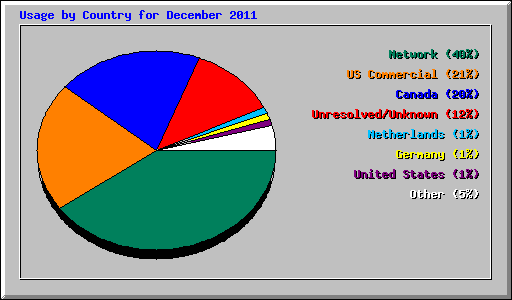 Usage by Country for December 2011
Network (40%)
US Commercial (21%)
Canada (20%)
Unresolved/Unknown (12%)
Netherlands (1%)
Germany (1%)
United States (1%)
Other (5%)